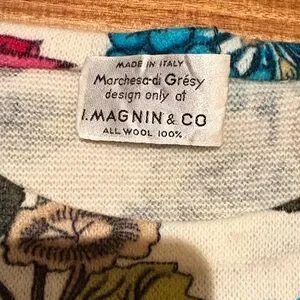 MADE IN ITALY
Marchesa di Grésy
design only at
I. MAGNIN & CO
ALL WOOL 100%